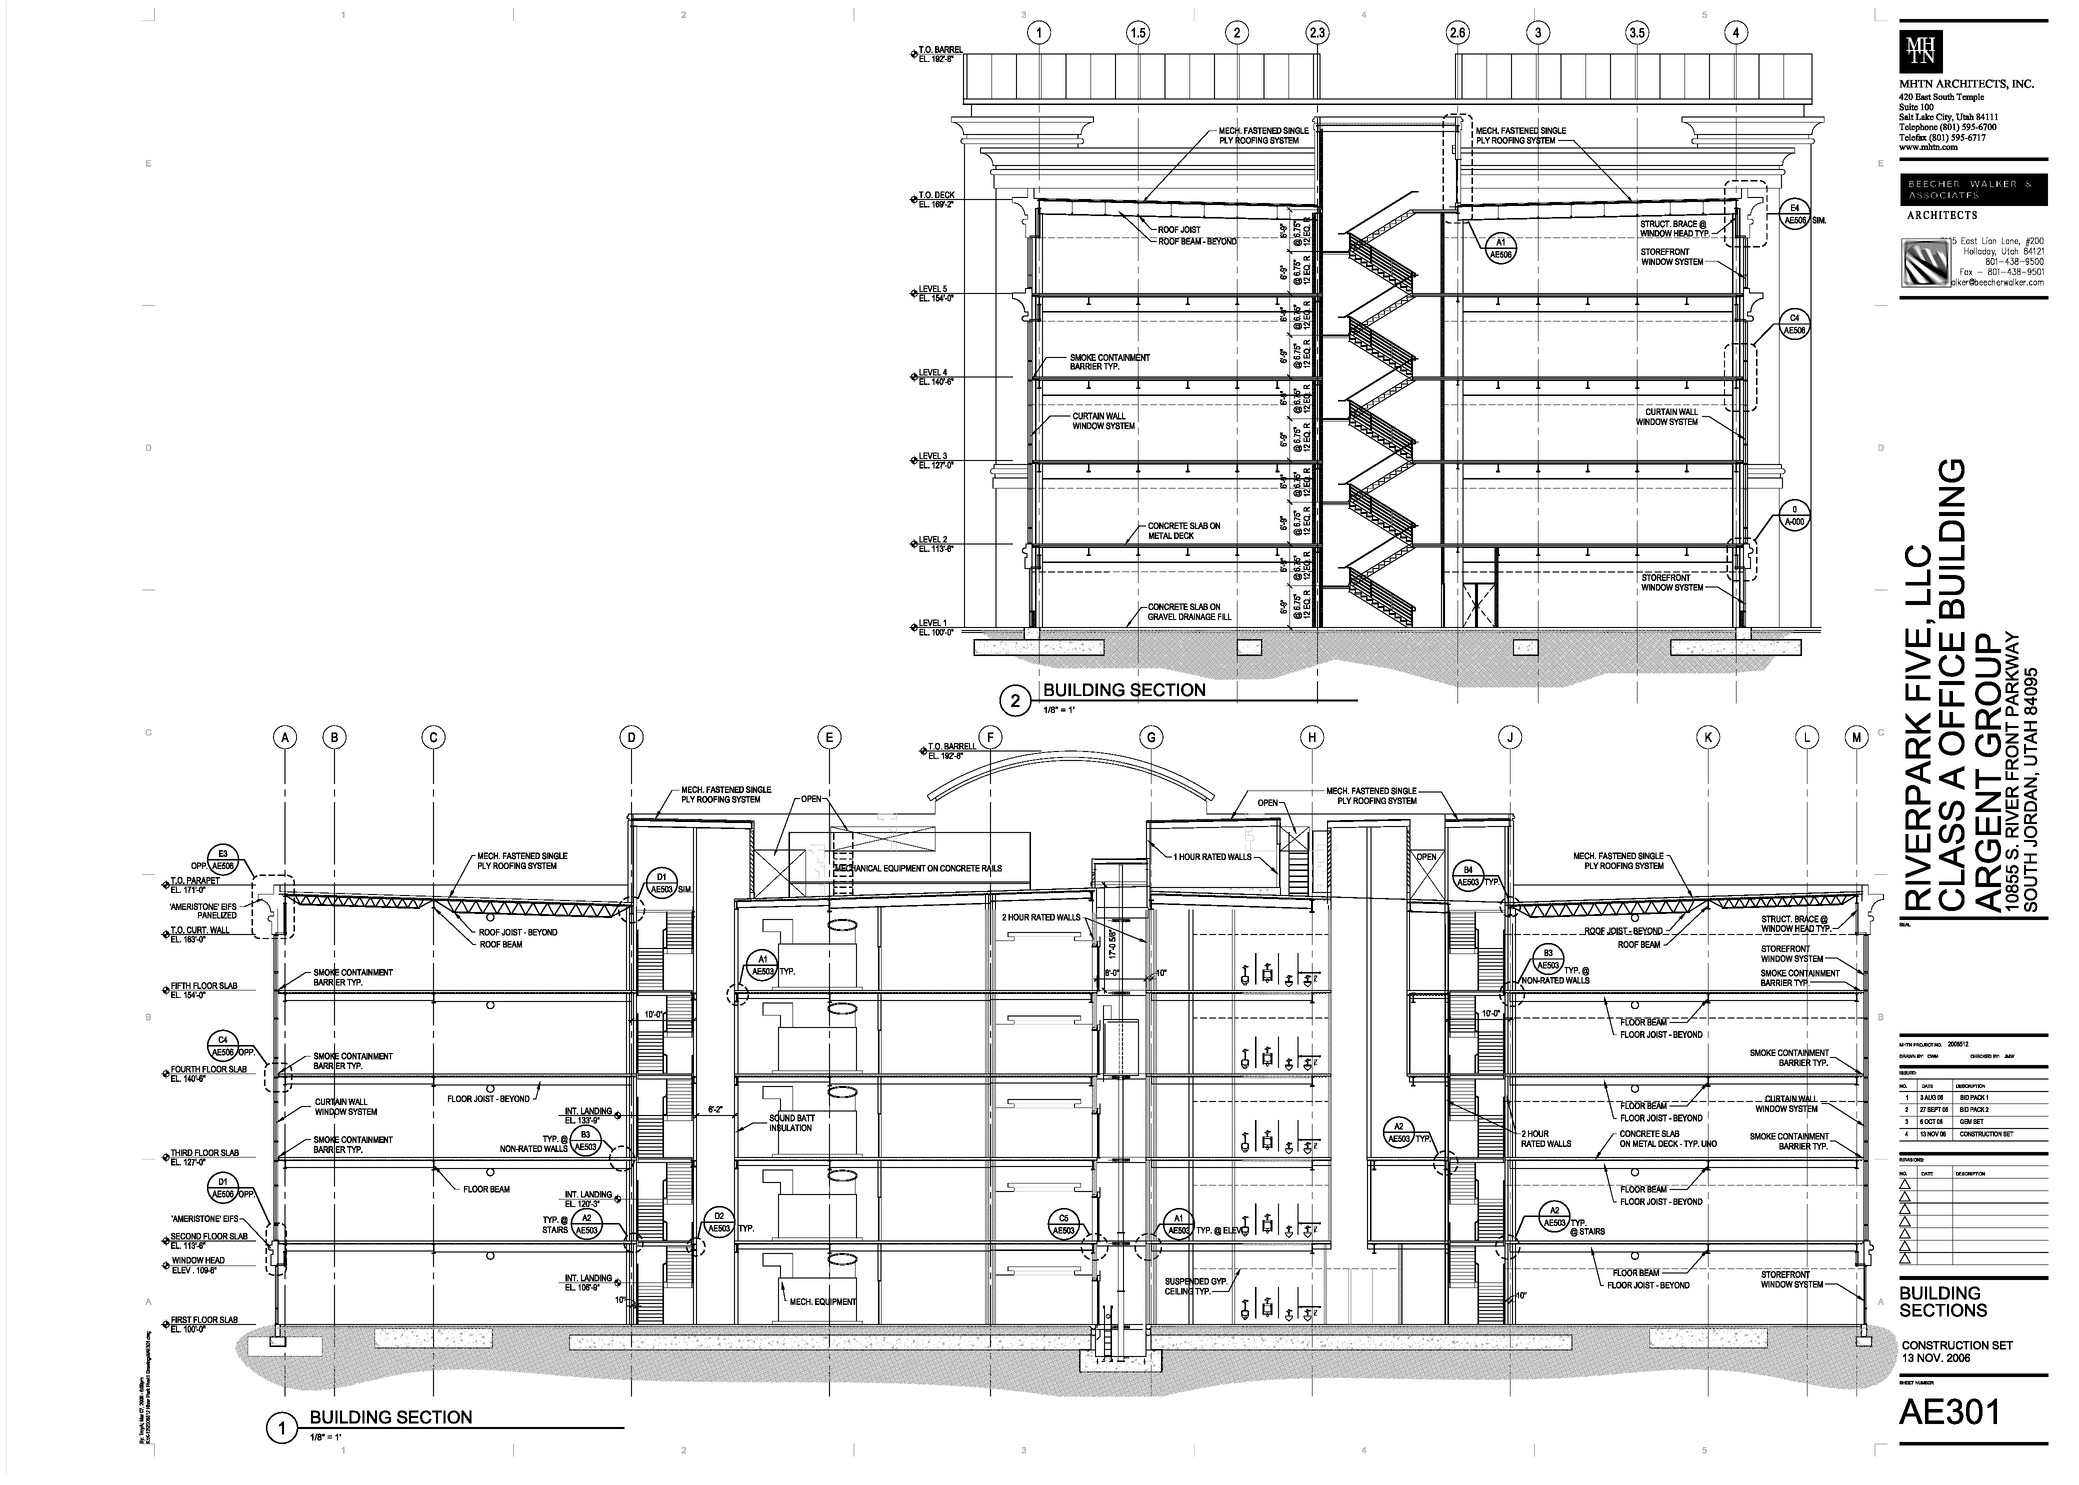 1 2 3 4 5
1 1.5 2 2.3 2.6 3 3.5 4
T.O. BARREL
EL. 192'-8"
MECH. FASTENED SINGLE
PLY ROOFING SYSTEM
MECH. FASTENED SINGLE
PLY ROOFING SYSTEM
T.O. DECK
EL. 169'-2"
ROOF JOIST
ROOF BEAM - BEYOND
A1
AE506
STRUCT. BRACE @
WINDOW HEAD TYP.
STOREFRONT
WINDOW SYSTEM
E4
AE506 SIM.
LEVEL 5
EL. 154'-0"
C4
AE506
SMOKE CONTAINMENT
BARRIER TYP.
LEVEL 4
EL. 140'-6"
CURTAIN WALL
WINDOW SYSTEM
CURTAIN WALL
WINDOW SYSTEM
LEVEL 3
EL. 127'-0"
0
A-000
CONCRETE SLAB ON
METAL DECK
LEVEL 2
EL. 113'-6"
STOREFRONT
WINDOW SYSTEM
CONCRETE SLAB ON
GRAVEL DRAINAGE FILL
LEVEL 1
EL. 100'-0"
6'-9"
@ 6.75"
12 EQ. R
2 BUILDING SECTION
1/8" = 1'
A B C D E F G H J K L M
T.O. BARRELL
EL. 192'-8"
MECH. FASTENED SINGLE
PLY ROOFING SYSTEM
OPEN
OPEN
MECH. FASTENED SINGLE
PLY ROOFING SYSTEM
MECHANICAL EQUIPMENT ON CONCRETE RAILS
1 HOUR RATED WALLS
OPEN
E3
OPP. AE506
T.O. PARAPET
EL. 171'-0"
'AMERISTONE' EIFS
PANELIZED
T.O. CURT. WALL
EL. 163'-0"
MECH. FASTENED SINGLE
PLY ROOFING SYSTEM
ROOF JOIST - BEYOND
ROOF BEAM
D1
AE503 SIM.
2 HOUR RATED WALLS
17'-0 5/8"
8'-0"
10"
B4
AE503 TYP.
MECH. FASTENED SINGLE
PLY ROOFING SYSTEM
ROOF JOIST - BEYOND
ROOF BEAM
STRUCT. BRACE @
WINDOW HEAD TYP.
STOREFRONT
WINDOW SYSTEM
SMOKE CONTAINMENT
BARRIER TYP.
A1
AE503 TYP.
B3
AE503 TYP. @
NON-RATED WALLS
SMOKE CONTAINMENT
BARRIER TYP.
FIFTH FLOOR SLAB
EL. 154'-0"
10'-0"
10'-0"
FLOOR BEAM
FLOOR JOIST - BEYOND
C4
AE506 OPP.
SMOKE CONTAINMENT
BARRIER TYP.
FOURTH FLOOR SLAB
EL. 140'-6"
FLOOR JOIST - BEYOND
SMOKE CONTAINMENT
BARRIER TYP.
CURTAIN WALL
WINDOW SYSTEM
INT. LANDING
EL. 133'-9"
6'-2"
SOUND BATT
INSULATION
FLOOR BEAM
FLOOR JOIST - BEYOND
CURTAIN WALL
WINDOW SYSTEM
SMOKE CONTAINMENT
BARRIER TYP.
TYP. @
NON-RATED WALLS
B3
AE503
A2
AE503 TYP.
2 HOUR
RATED WALLS
CONCRETE SLAB
ON METAL DECK - TYP. UNO
SMOKE CONTAINMENT
BARRIER TYP.
THIRD FLOOR SLAB
EL. 127'-0"
FLOOR BEAM
INT. LANDING
EL. 120'-3"
FLOOR BEAM
FLOOR JOIST - BEYOND
D1
AE506 OPP.
'AMERISTONE' EIFS
TYP. @
STAIRS
A2
AE503
D2
AE503 TYP.
C5
AE503
A1
AE503 TYP. @ ELEV.
A2
AE503 TYP.
@ STAIRS
SECOND FLOOR SLAB
EL. 113'-6"
WINDOW HEAD
ELEV. 109'-8"
INT. LANDING
EL. 106'-9"
10"
MECH. EQUIPMENT
SUSPENDED GYP.
CEILING TYP.
10"
FLOOR BEAM
FLOOR JOIST - BEYOND
STOREFRONT
WINDOW SYSTEM
FIRST FLOOR SLAB
EL. 100'-0"
1 BUILDING SECTION
1/8" = 1'
1 2 3 4 5
E
D
C
B
A
MHTN
MHTN ARCHITECTS, INC.
420 East South Temple
Suite 100
Salt Lake City, Utah 84111
Telephone (801) 595-6700
Telefax (801) 595-6717
www.mhtn.com
BEECHER WALKER &
ASSOCIATES
ARCHITECTS
East Lion Lane, #200
Holladay, Utah 84121
801-438-9500
Fax - 801-438-9501
alker@beecherwalker.com
RIVERPARK FIVE, LLC
CLASS A OFFICE BUILDING
ARGENT GROUP
10855 S. RIVER FRONT PARKWAY
SOUTH JORDAN, UTAH 84095
SEAL
MHTN PROJECT NO. 2006512
DRAWN BY: CWM CHECKED BY: JMW
ISSUED:
NO. DATE DESCRIPTION
1 3 AUG 06 BID PACK 1
2 27 SEPT 06 BID PACK 2
3 6 OCT 06 GEM SET
4 13 NOV 06 CONSTRUCTION SET
REVISIONS:
NO. DATE DESCRIPTION
BUILDING
SECTIONS
CONSTRUCTION SET
13 NOV. 2006
SHEET NUMBER
AE301